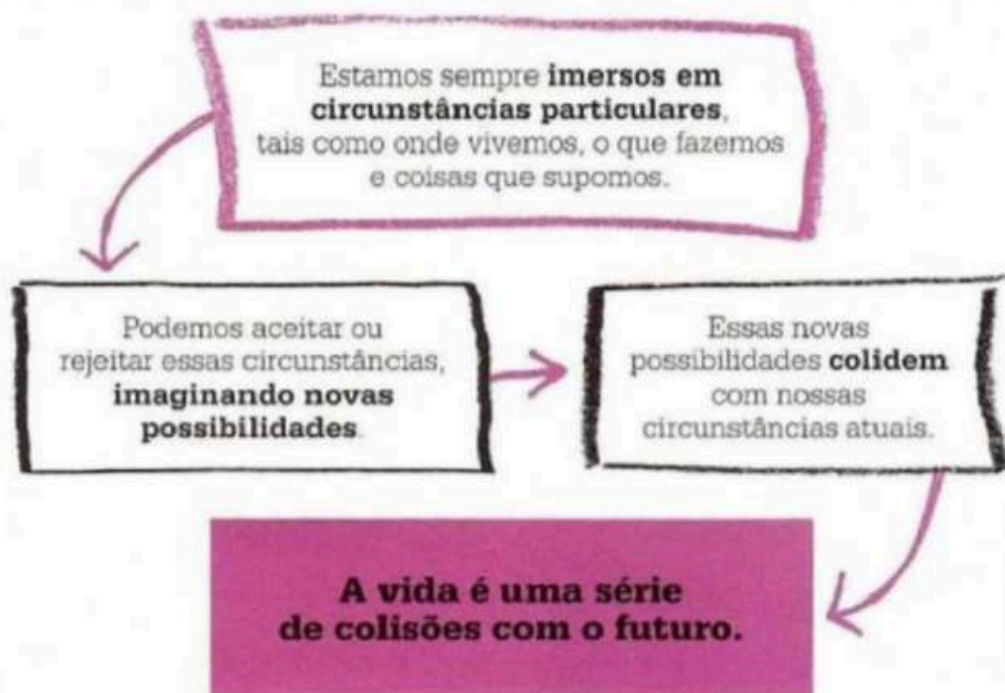 Estamos sempre imersos em
circunstâncias particulares,
tais como onde vivemos, o que fazemos
e coisas que supomos.
Podemos aceitar ou
rejeitar essas circunstâncias,
imaginando novas
possibilidades.
Essas novas
possibilidades colidem
com nossas
circunstâncias atuais.
A vida é uma série
de colisões com o futuro.